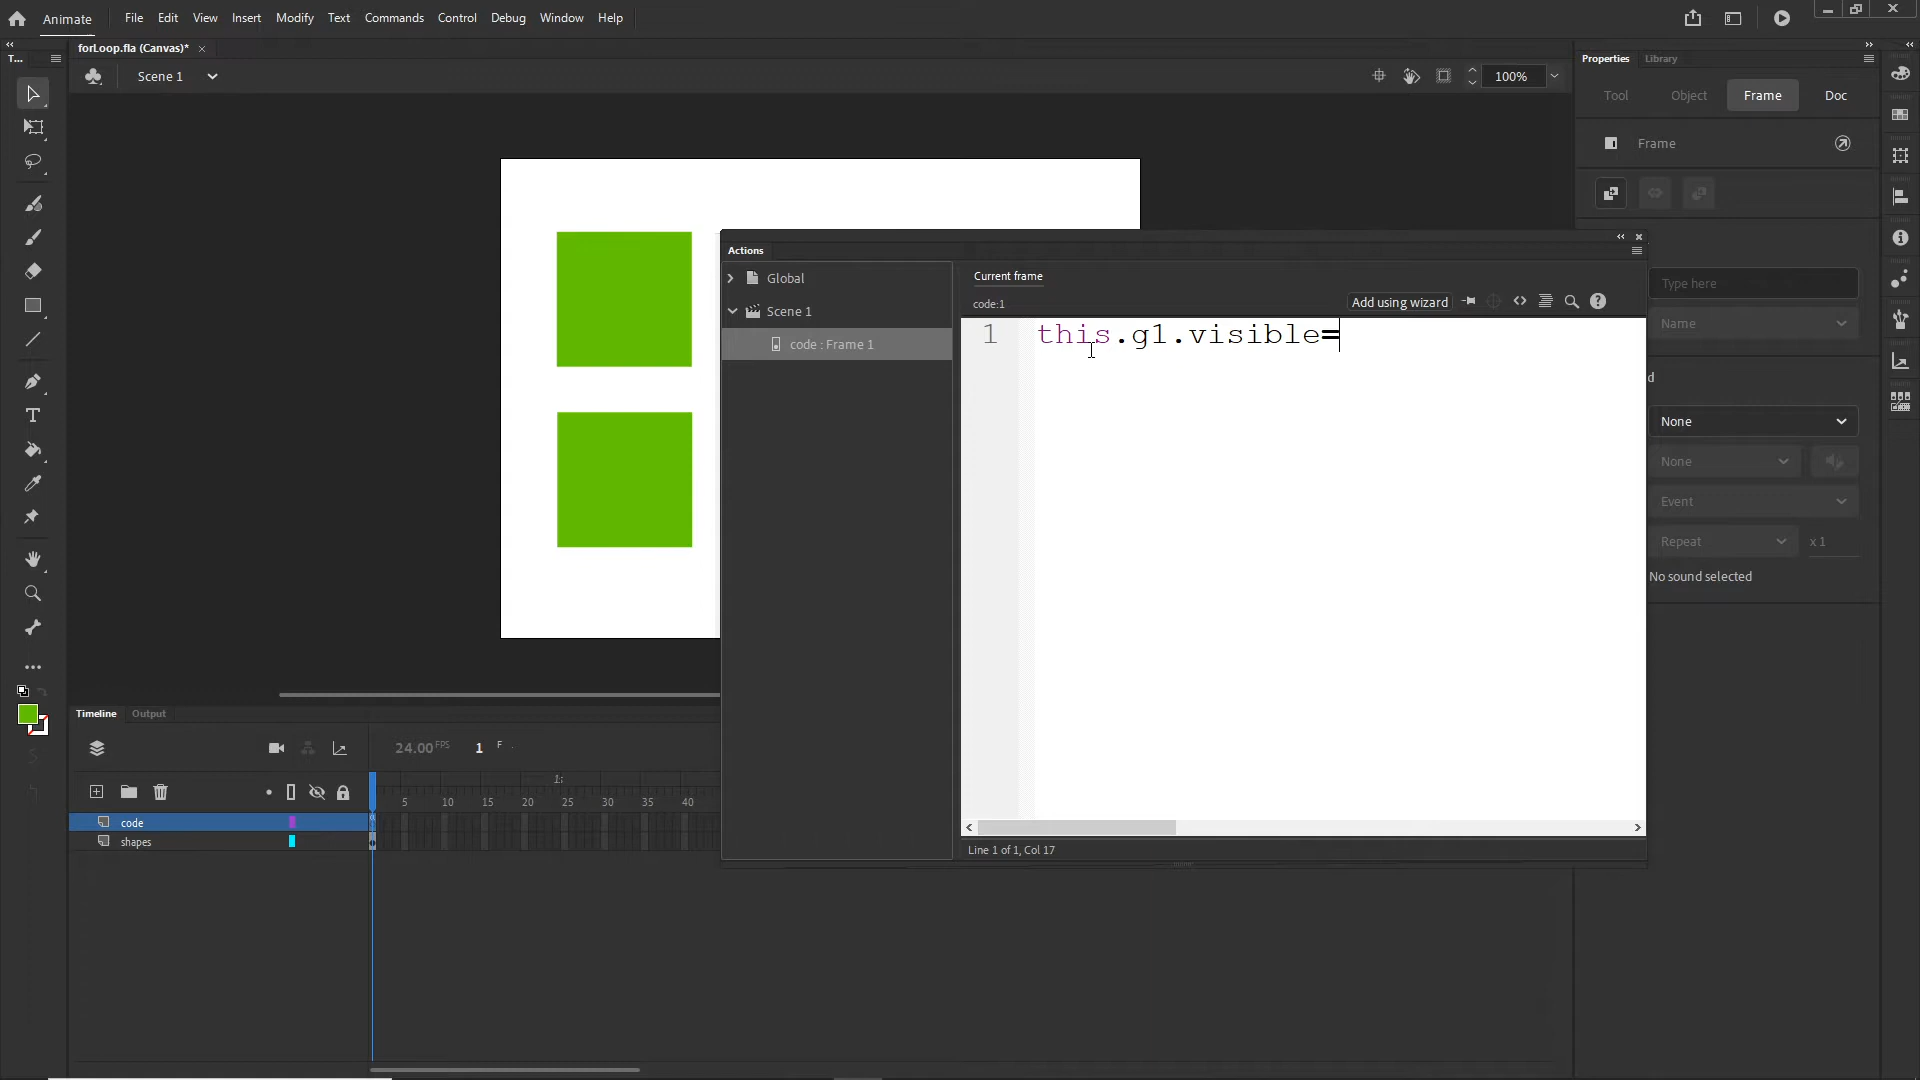 Animate File Edit View Insert Modify Text Commands Control Debug Window Help
forLoop.fla (Canvas)*
T...
Scene 1
100%
Properties Library
Tool Object Frame Doc
Frame
Type here
Name
d
None
None
Event
Repeat x 1
No sound selected
Actions
Global
Scene 1
code : Frame 1
Current frame
code:1
Add using wizard
1 this.g1.visible=
Line 1 of 1, Col 17
Timeline Output
24.00 FPS 1 F
1s
5 10 15 20 25 30 35 40
code
shapes